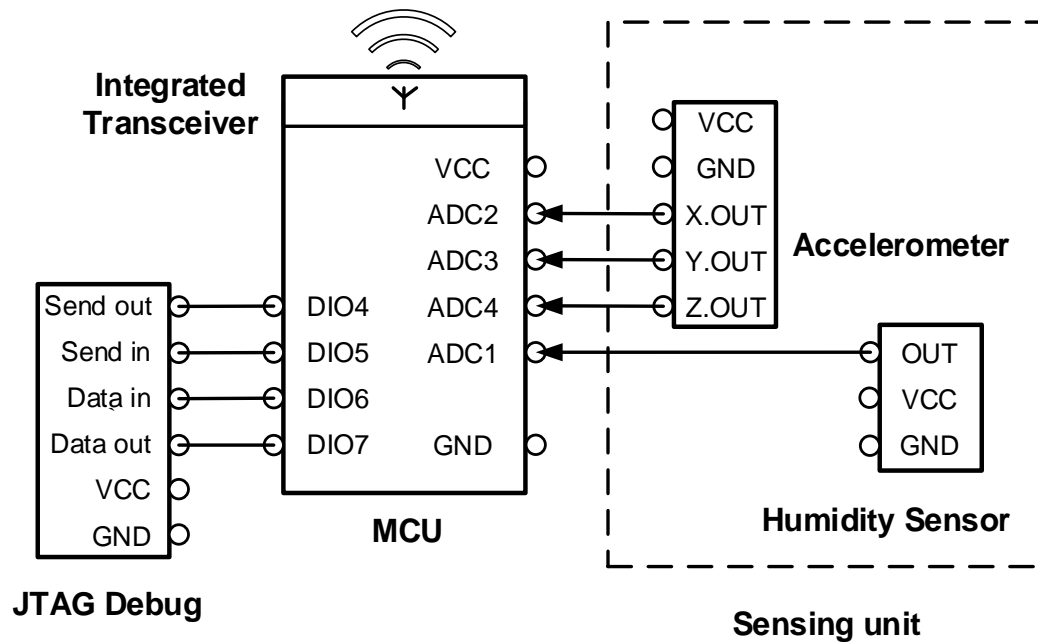 Integrated
Transceiver
VCC
ADC2
ADC3
ADC4
ADC1
GND
DIO4
DIO5
DIO6
DIO7
MCU
Send out
Send in
Data in
Data out
VCC
GND
JTAG Debug
VCC
GND
X.OUT
Y.OUT
Z.OUT
Accelerometer
OUT
VCC
GND
Humidity Sensor
Sensing unit